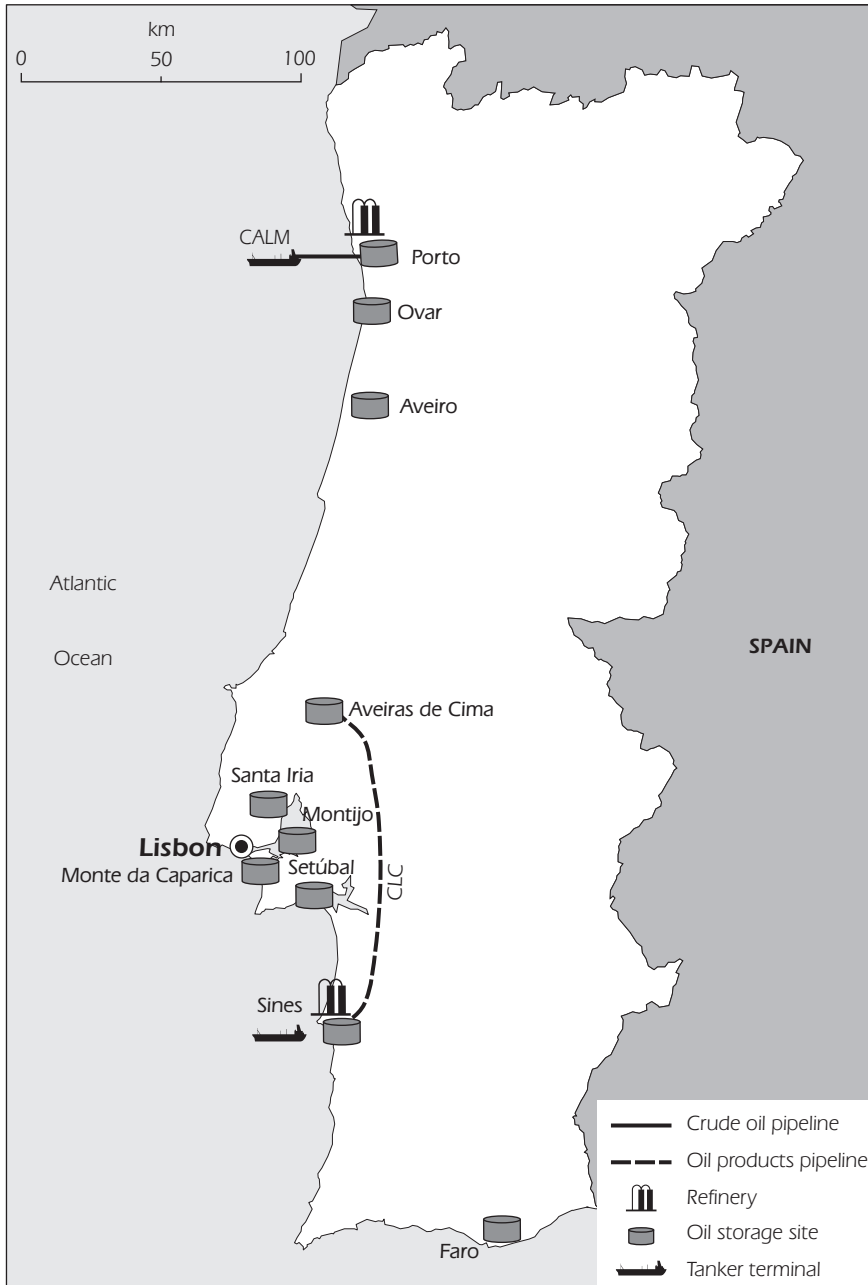 km
0 50 100
CALM
Porto
Ovar
Aveiro
Atlantic
Ocean
SPAIN
Aveiras de Cima
Santa Iria
Montijo
Lisbon
Monte da Caparica
Setúbal
CLC
Sines
Faro
Crude oil pipeline
Oil products pipeline
Refinery
Oil storage site
Tanker terminal